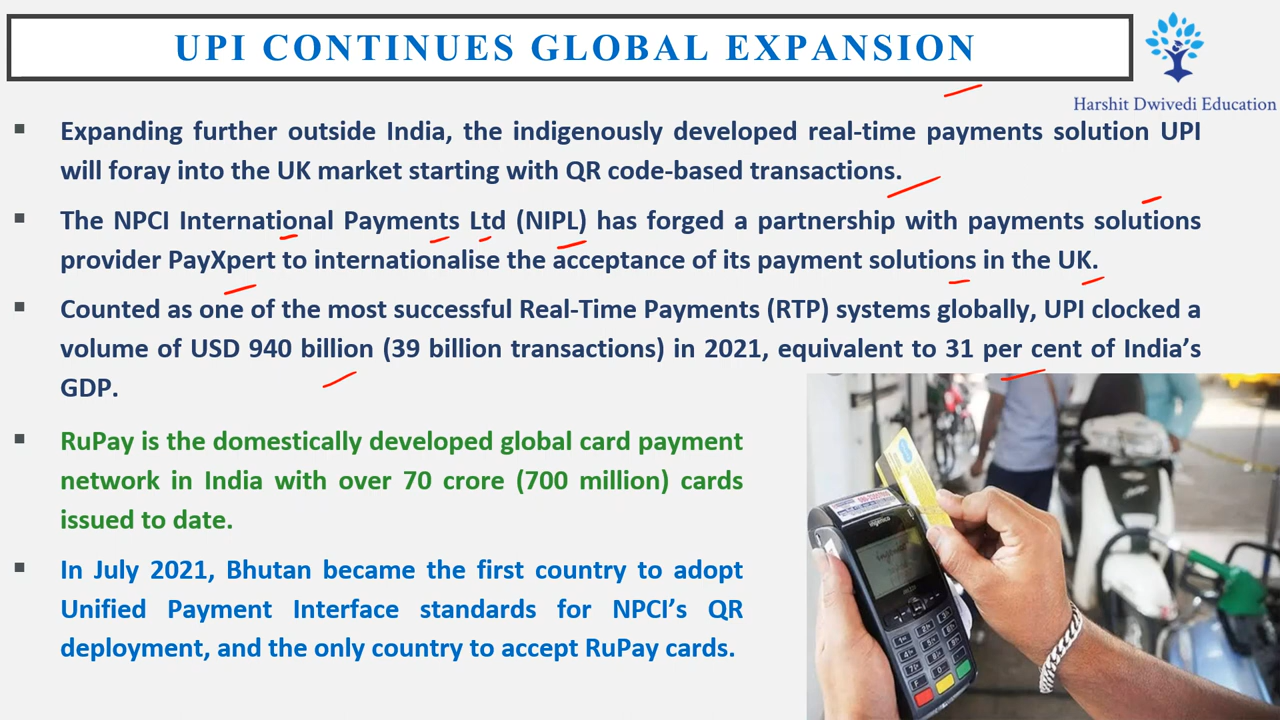 UPI CONTINUES GLOBAL EXPANSION
Harshit Dwivedi Education
▪ Expanding further outside India, the indigenously developed real-time payments solution UPI
will foray into the UK market starting with QR code-based transactions.
▪ The NPCI International Payments Ltd (NIPL) has forged a partnership with payments solutions
provider PayXpert to internationalise the acceptance of its payment solutions in the UK.
▪ Counted as one of the most successful Real-Time Payments (RTP) systems globally, UPI clocked a
volume of USD 940 billion (39 billion transactions) in 2021, equivalent to 31 per cent of India’s
GDP.
▪ RuPay is the domestically developed global card payment
network in India with over 70 crore (700 million) cards
issued to date.
▪ In July 2021, Bhutan became the first country to adopt
Unified Payment Interface standards for NPCI’s QR
deployment, and the only country to accept RuPay cards.
ingenico